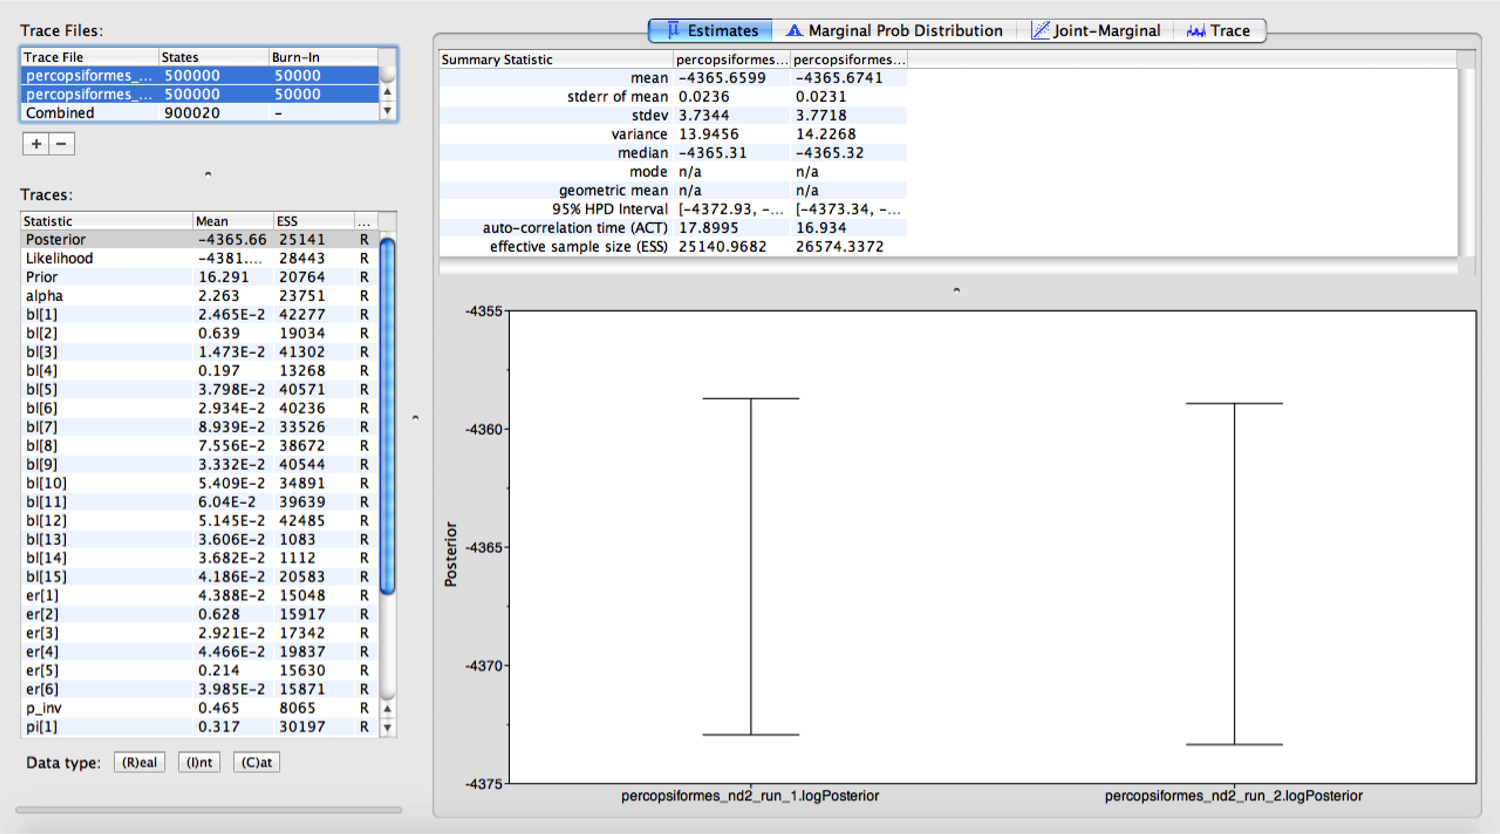 Trace Files:
Trace File States Burn-In
percopsiformes_... 500000 50000
percopsiformes_... 500000 50000
Combined 900020 -
+ -
Traces:
Statistic Mean ESS ...
Posterior -4365.66 25141 R
Likelihood -4381.... 28443 R
Prior 16.291 20764 R
alpha 2.263 23751 R
bl[1] 2.465E-2 42277 R
bl[2] 0.639 19034 R
bl[3] 1.473E-2 41302 R
bl[4] 0.197 13268 R
bl[5] 3.798E-2 40571 R
bl[6] 2.934E-2 40236 R
bl[7] 8.939E-2 33526 R
bl[8] 7.556E-2 38672 R
bl[9] 3.332E-2 40544 R
bl[10] 5.409E-2 34891 R
bl[11] 6.04E-2 39639 R
bl[12] 5.145E-2 42485 R
bl[13] 3.606E-2 1083 R
bl[14] 3.682E-2 1112 R
bl[15] 4.186E-2 20583 R
er[1] 4.388E-2 15048 R
er[2] 0.628 15917 R
er[3] 2.921E-2 17342 R
er[4] 4.466E-2 19837 R
er[5] 0.214 15630 R
er[6] 3.985E-2 15871 R
p_inv 0.465 8065 R
pi[1] 0.317 30197 R
Data type: (R)eal (I)nt (C)at
μ Estimates Marginal Prob Distribution Joint-Marginal Trace
Summary Statistic percopsiformes... percopsiformes...
mean -4365.6599 -4365.6741
stderr of mean 0.0236 0.0231
stdev 3.7344 3.7718
variance 13.9456 14.2268
median -4365.31 -4365.32
mode n/a n/a
geometric mean n/a n/a
95% HPD Interval [-4372.93, -... [-4373.34, -...
auto-correlation time (ACT) 17.8995 16.934
effective sample size (ESS) 25140.9682 26574.3372
Posterior
-4355
-4360
-4365
-4370
-4375
percopsiformes_nd2_run_1.logPosterior percopsiformes_nd2_run_2.logPosterior